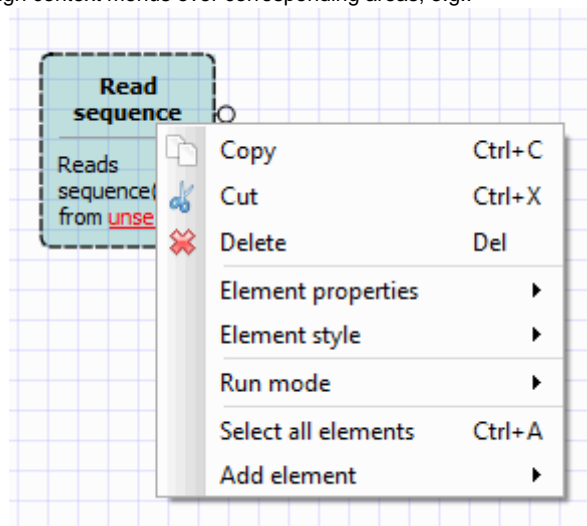 context menus over corresponding areas, e.g.:
Read
sequence
Reads
sequence(
from unse
Copy Ctrl+C
Cut Ctrl+X
Delete Del
Element properties
Element style
Run mode
Select all elements Ctrl+A
Add element